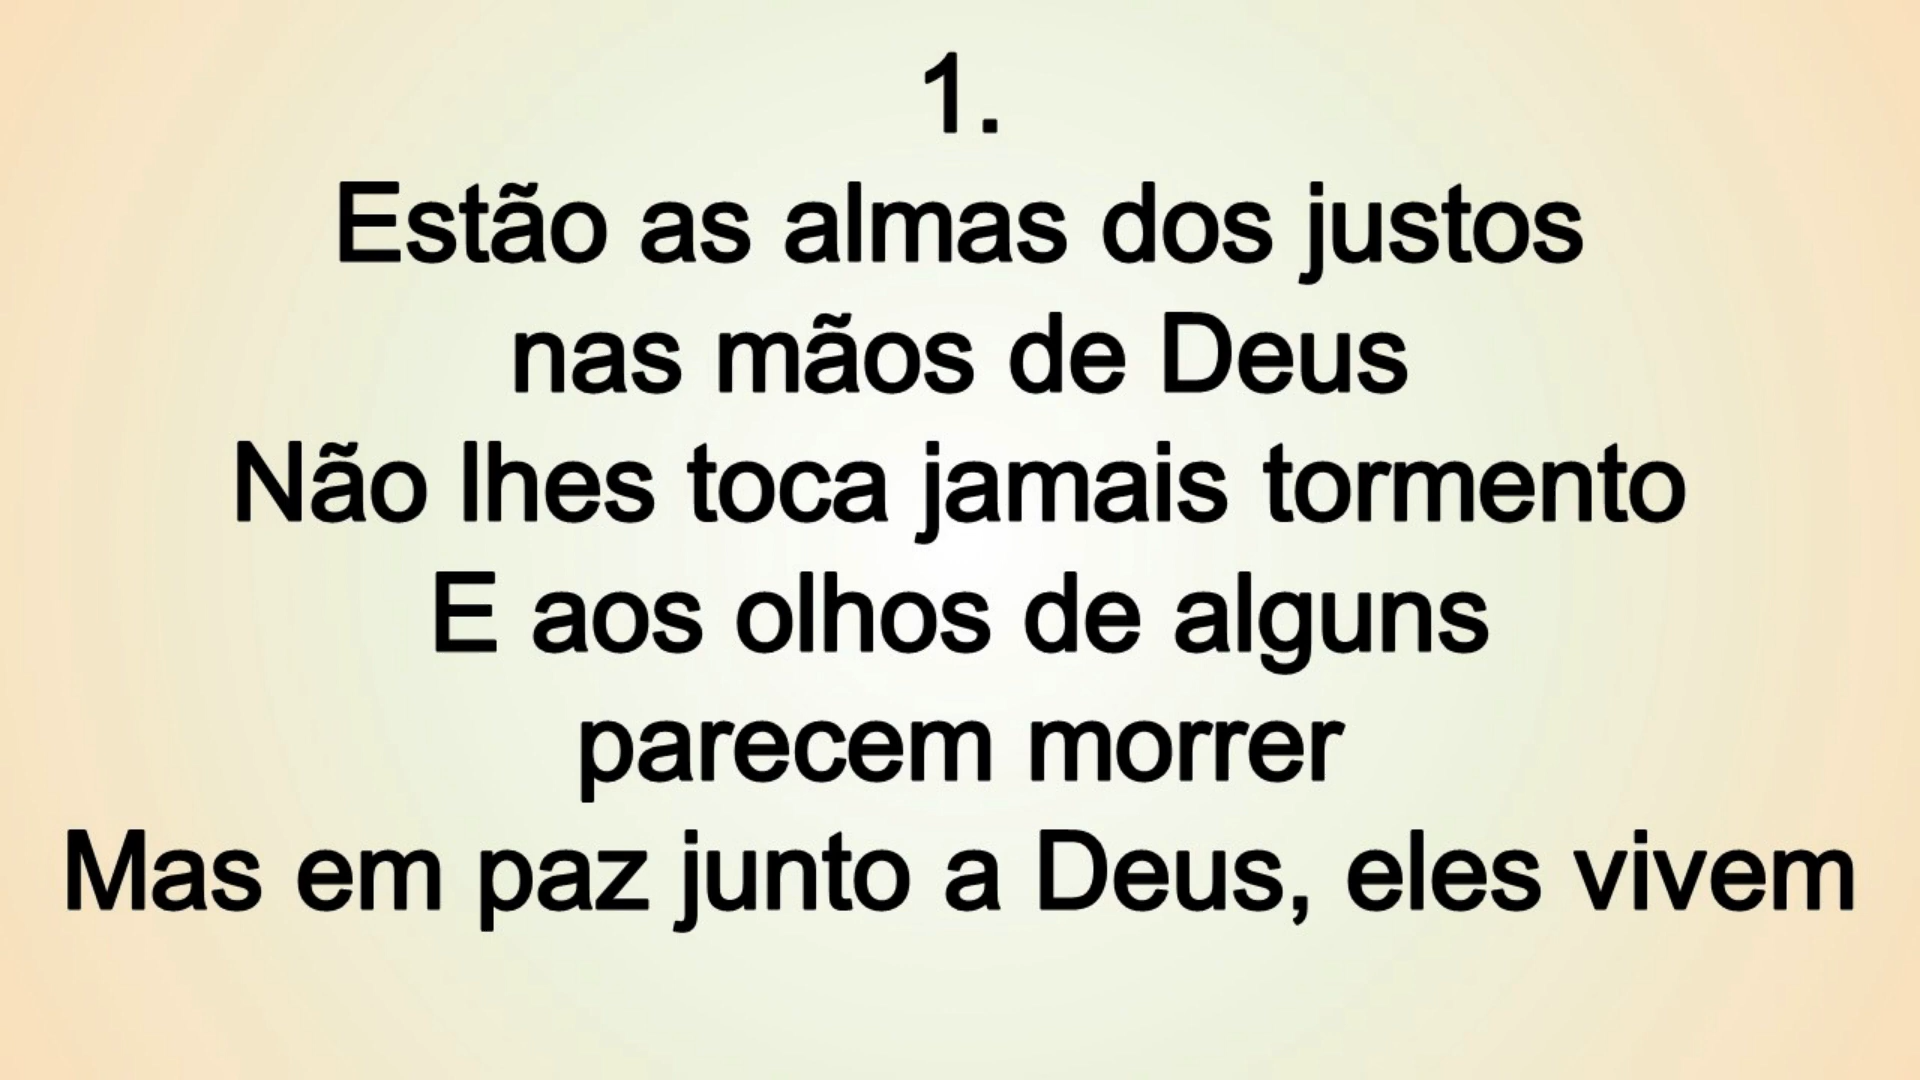 1.
Estão as almas dos justos
nas mãos de Deus
Não lhes toca jamais tormento
E aos olhos de alguns
parecem morrer
Mas em paz junto a Deus, eles vivem